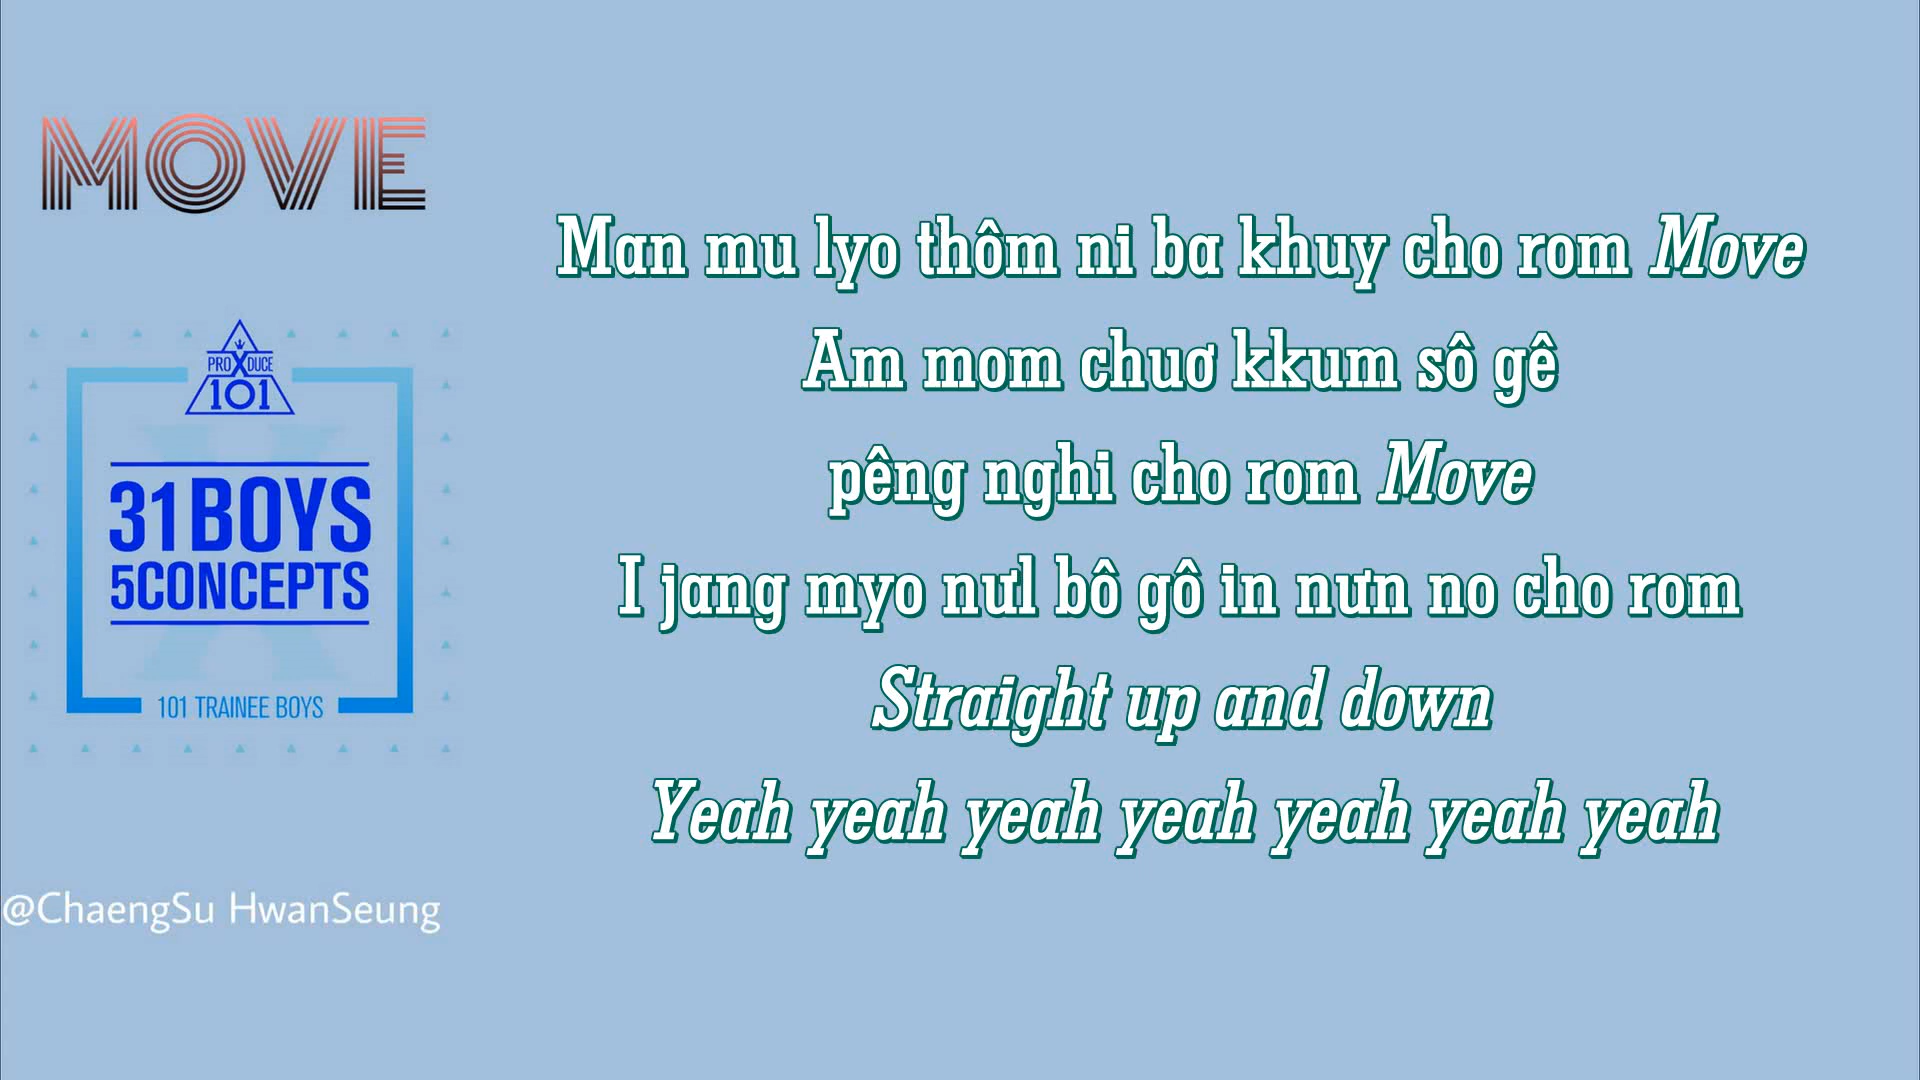 MOVE
PRODUCE
X
101
31BOYS
5CONCEPTS
101 TRAINEE BOYS
@ChaengSu HwanSeung
Man mu lyo thôm ni ba khuy cho rom Move
Am mom chuơ kkum sô gê
pêng nghi cho rom Move
I jang myo nưl bô gô in nưn no cho rom
Straight up and down
Yeah yeah yeah yeah yeah yeah yeah